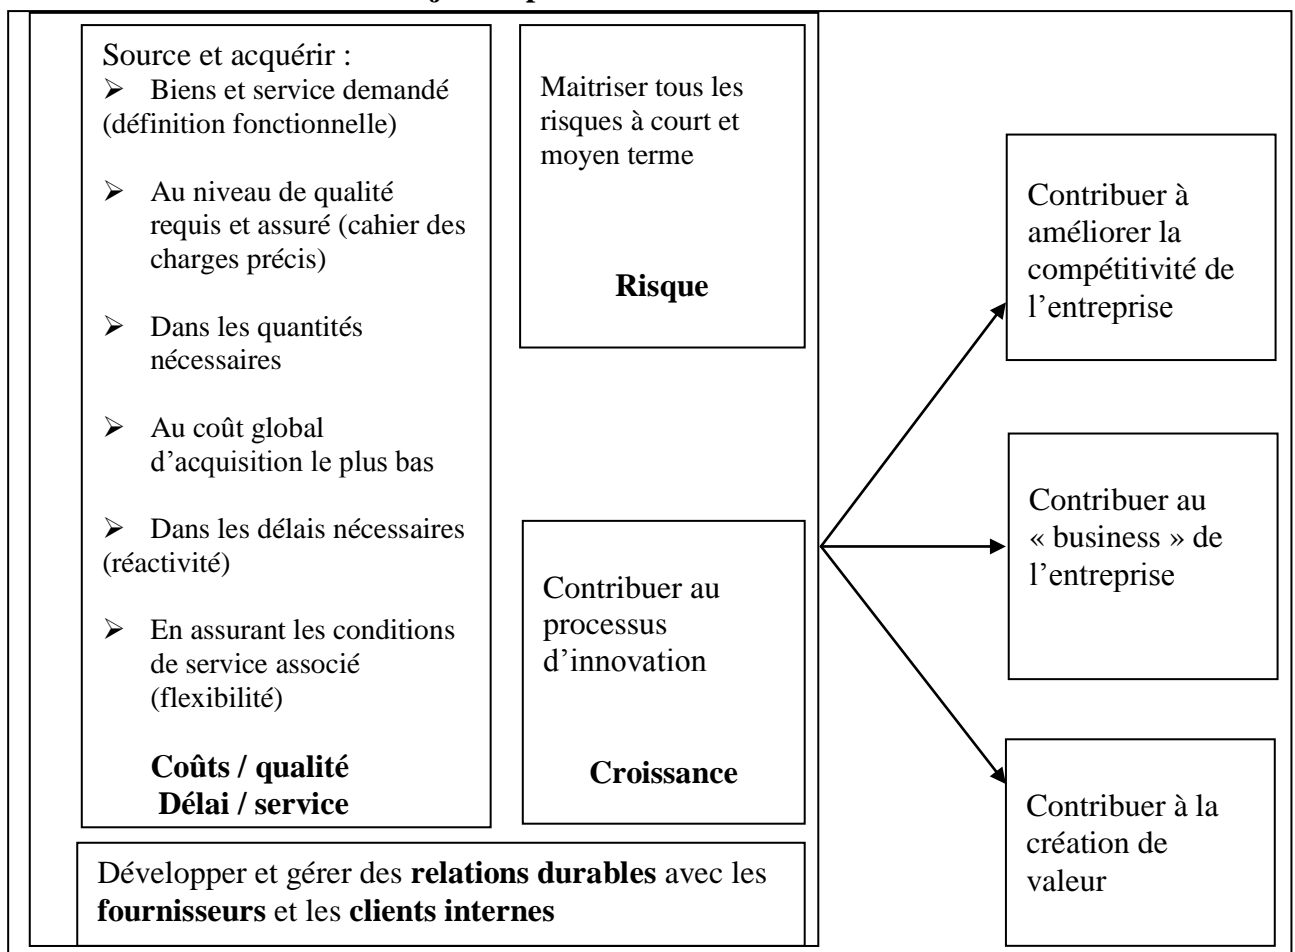 Source et acquérir :
➢ Biens et service demandé
(définition fonctionnelle)
➢ Au niveau de qualité
requis et assuré (cahier des
charges précis)
➢ Dans les quantités
nécessaires
➢ Au coût global
d’acquisition le plus bas
➢ Dans les délais nécessaires
(réactivité)
➢ En assurant les conditions
de service associé
(flexibilité)
Coûts / qualité
Délai / service
Maitriser tous les
risques à court et
moyen terme
Risque
Contribuer au
processus
d’innovation
Croissance
Développer et gérer des relations durables avec les
fournisseurs et les clients internes
Contribuer à
améliorer la
compétitivité de
l’entreprise
Contribuer au
« business » de
l’entreprise
Contribuer à la
création de
valeur